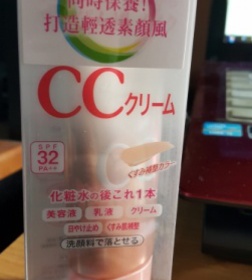 同時保養!
打造輕透素顏風
CCクリーム
SPF
32
PA++
くすみ補整カラー
化粧水の後これ1本
美容液 乳液 クリーム
日やけ止め くすみ肌補整
洗顔料で落とせる